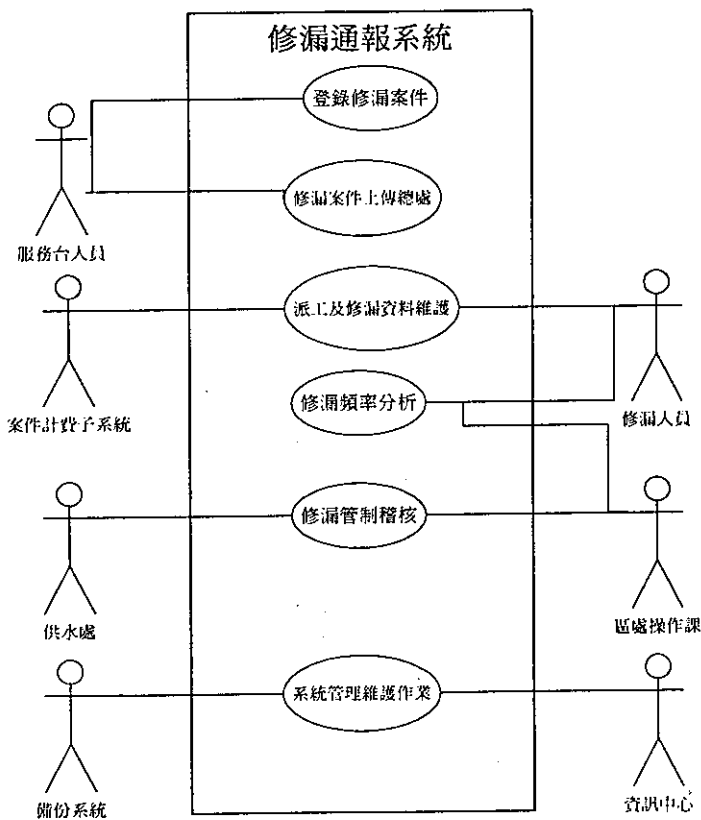 修漏通報系統
登錄修漏案件
修漏案件上傳總處
服務台人員
派工及修漏資料維護
修漏頻率分析
案件計費子系統
修漏人員
修漏管制稽核
供水處
區處操作課
系統管理維護作業
備份系統
資訊中心